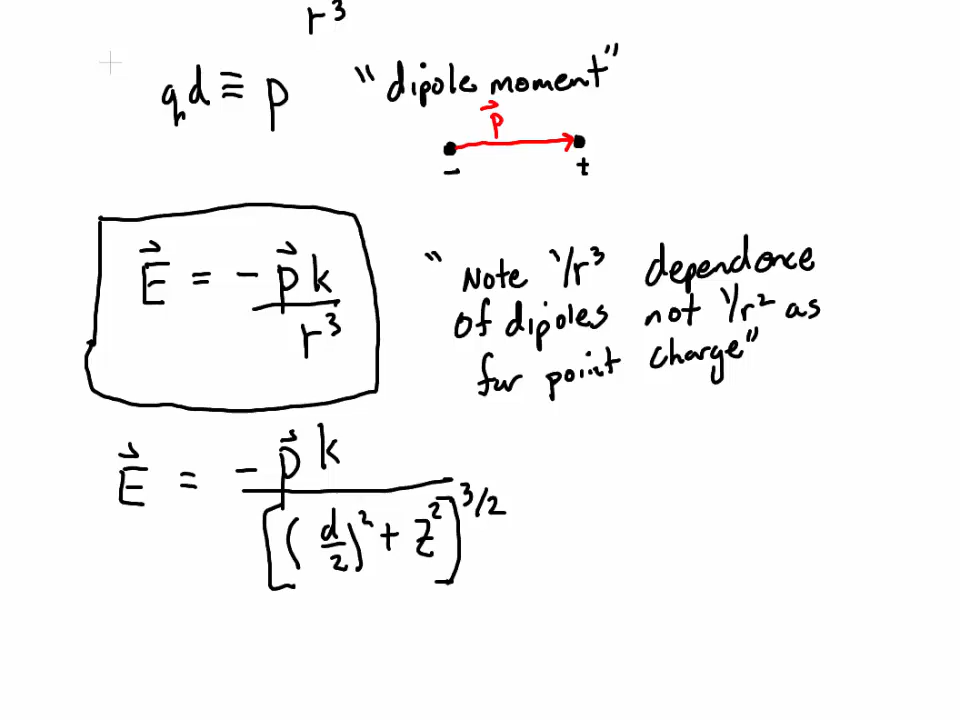 r³
qd ≡ p "dipole moment"
p⃗
- +
E⃗ = - p⃗ k / r³
"Note 1/r³ dependence
of dipoles not 1/r² as
for point charge"
E⃗ = - p⃗ k / [(d/2)² + z²]^3/2